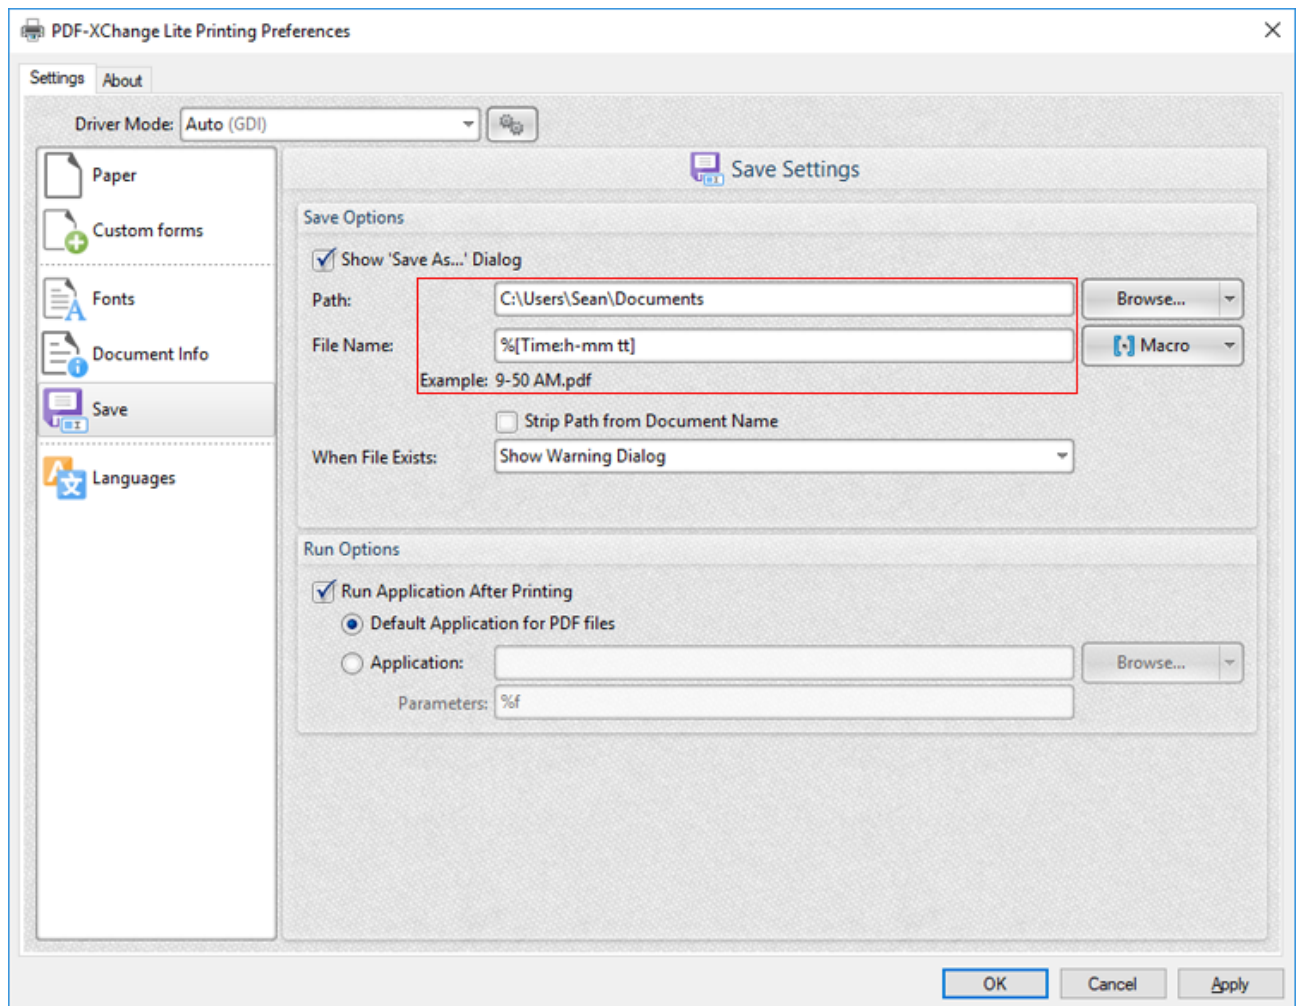 PDF-XChange Lite Printing Preferences
Settings About
Driver Mode: Auto (GDI)
Paper
Custom forms
Fonts
Document Info
Save
Languages
Save Settings
Save Options
Show 'Save As...' Dialog
Path: C:\Users\Sean\Documents Browse...
File Name: %[Time:h-mm tt] Macro
Example: 9-50 AM.pdf
Strip Path from Document Name
When File Exists: Show Warning Dialog
Run Options
Run Application After Printing
Default Application for PDF files
Application: Browse...
Parameters: %f
OK Cancel Apply